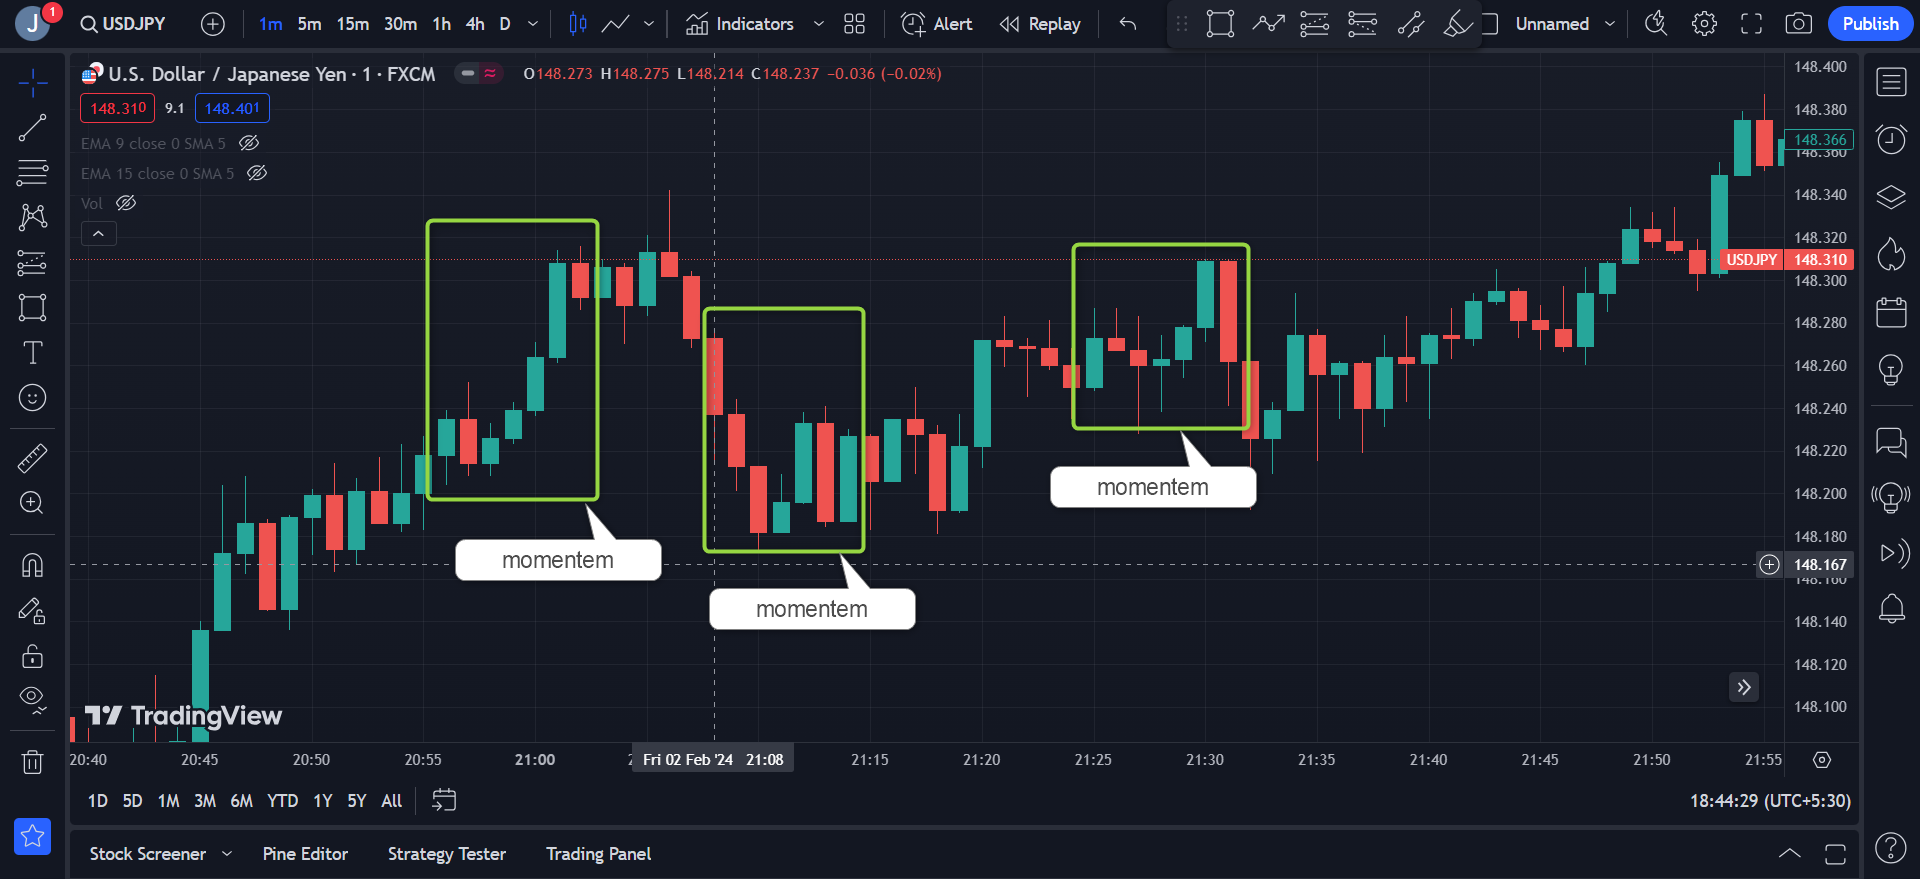 J
1
USDJPY
1m 5m 15m 30m 1h 4h D
Indicators
Alert
Replay
Unnamed
Publish
U.S. Dollar / Japanese Yen · 1 · FXCM
O148.273 H148.275 L148.214 C148.237 −0.036 (−0.02%)
148.310 9.1 148.401
EMA 9 close 0 SMA 5
EMA 15 close 0 SMA 5
Vol
148.400
148.380
148.366
148.360
148.340
148.320
USDJPY 148.310
148.300
148.280
148.260
148.240
148.220
148.200
148.180
148.167
148.160
148.140
148.120
148.100
momentem
momentem
momentem
TradingView
20:40 20:45 20:50 20:55 21:00 Fri 02 Feb '24 21:08 21:15 21:20 21:25 21:30 21:35 21:40 21:45 21:50 21:55
1D 5D 1M 3M 6M YTD 1Y 5Y All
18:44:29 (UTC+5:30)
Stock Screener Pine Editor Strategy Tester Trading Panel